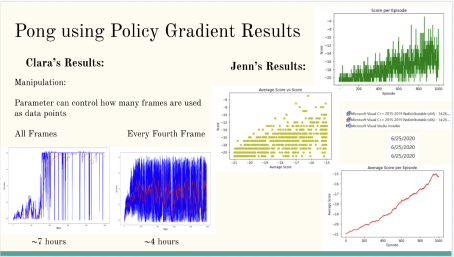 Pong using Policy Gradient Results
Clara's Results:
Manipulation:
Parameter can control how many frames are used
as data points
All Frames
Every Fourth Frame
~7 hours
~4 hours
Jenn's Results:
Average Score vs Score
Score
Average Score
Score per Episode
Score
Episode
Microsoft Visual C++ 2015-2019 Redistributable (x64) - 14.28...
Microsoft Visual C++ 2015-2019 Redistributable (x86) - 14.28...
Microsoft Visual Studio Installer
6/25/2020
6/25/2020
6/25/2020
Average Score per Episode
Average Score
Episode